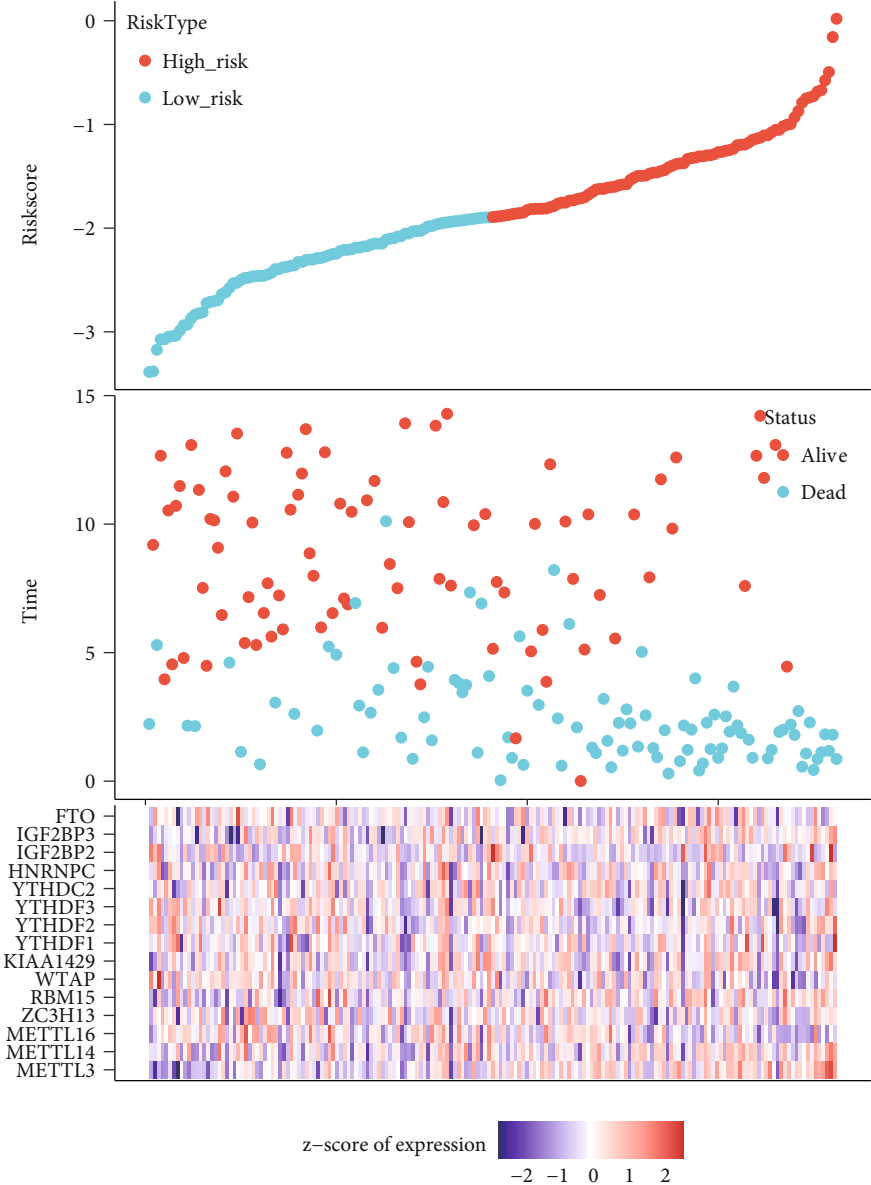 RiskType
High_risk
Low_risk
Riskscore
0
−1
−2
−3
Status
Alive
Dead
Time
15
10
5
0
FTO
IGF2BP3
IGF2BP2
HNRNPC
YTHDC2
YTHDF3
YTHDF2
YTHDF1
KIAA1429
WTAP
RBM15
ZC3H13
METTL16
METTL14
METTL3
z−score of expression
−2 −1 0 1 2